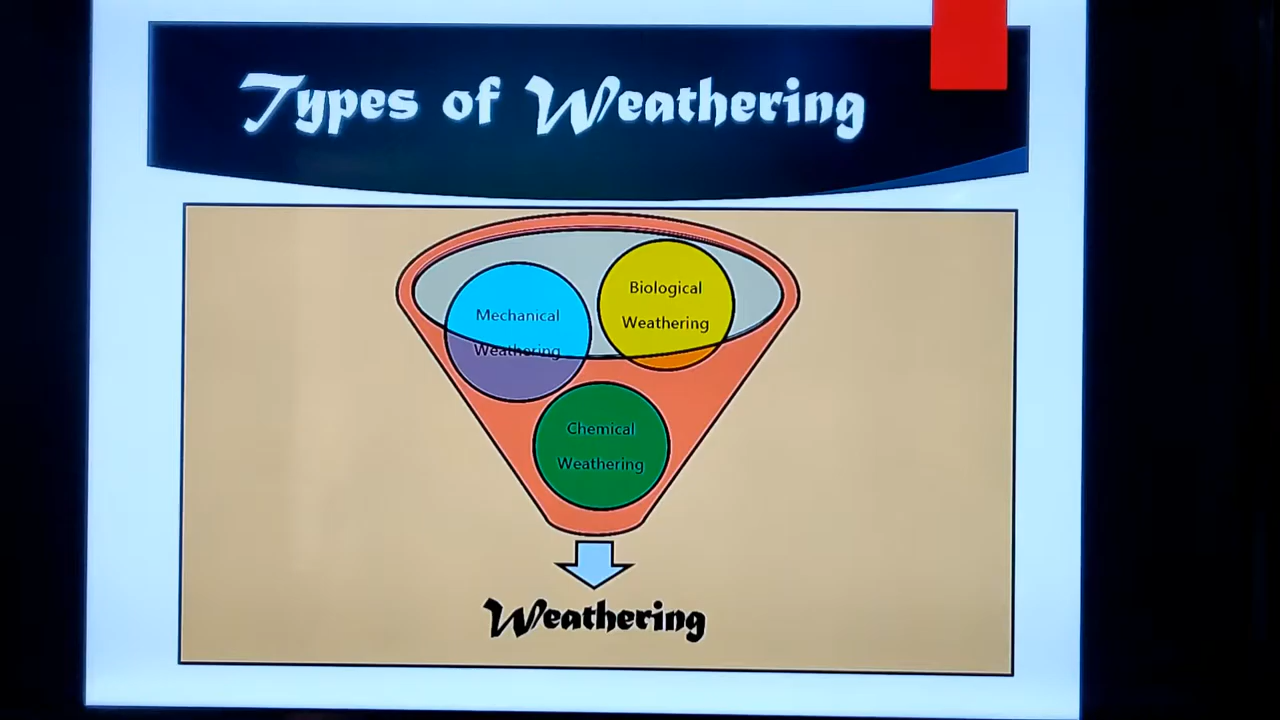 Types of Weathering
Biological
Weathering
Mechanical
Weathering
Chemical
Weathering
Weathering